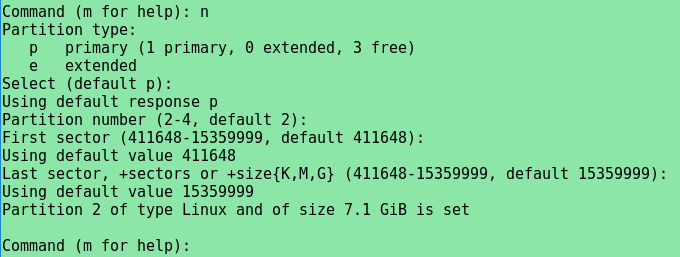 Command (m for help): n
Partition type:
   p   primary (1 primary, 0 extended, 3 free)
   e   extended
Select (default p):
Using default response p
Partition number (2-4, default 2):
First sector (411648-15359999, default 411648):
Using default value 411648
Last sector, +sectors or +size{K,M,G} (411648-15359999, default 15359999):
Using default value 15359999
Partition 2 of type Linux and of size 7.1 GiB is set

Command (m for help):